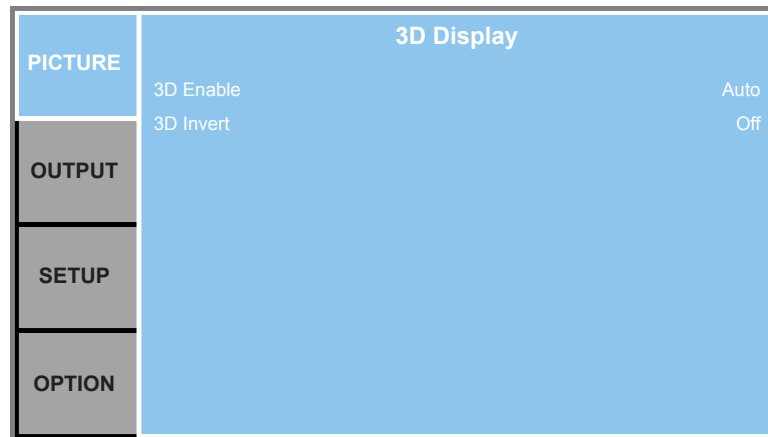 PICTURE
OUTPUT
SETUP
OPTION
3D Display
3D Enable Auto
3D Invert Off